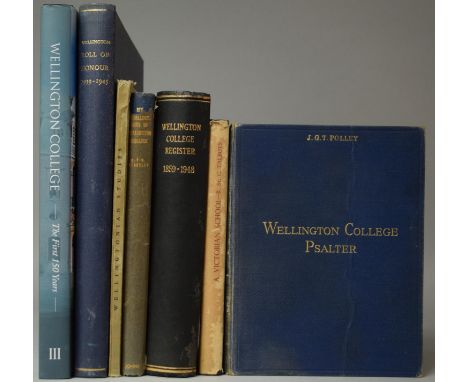 WELLINGTON COLLEGE
The First 150 Years
III
WELLINGTON
ROLL OF
HONOUR
1939-1945
WELLINGTONIAN STUDIES
WELLINGTON
COLLEGE
REGISTER
1859-1948
A VICTORIAN SCHOOL
J.G.T. POLLEY
WELLINGTON COLLEGE
PSALTER